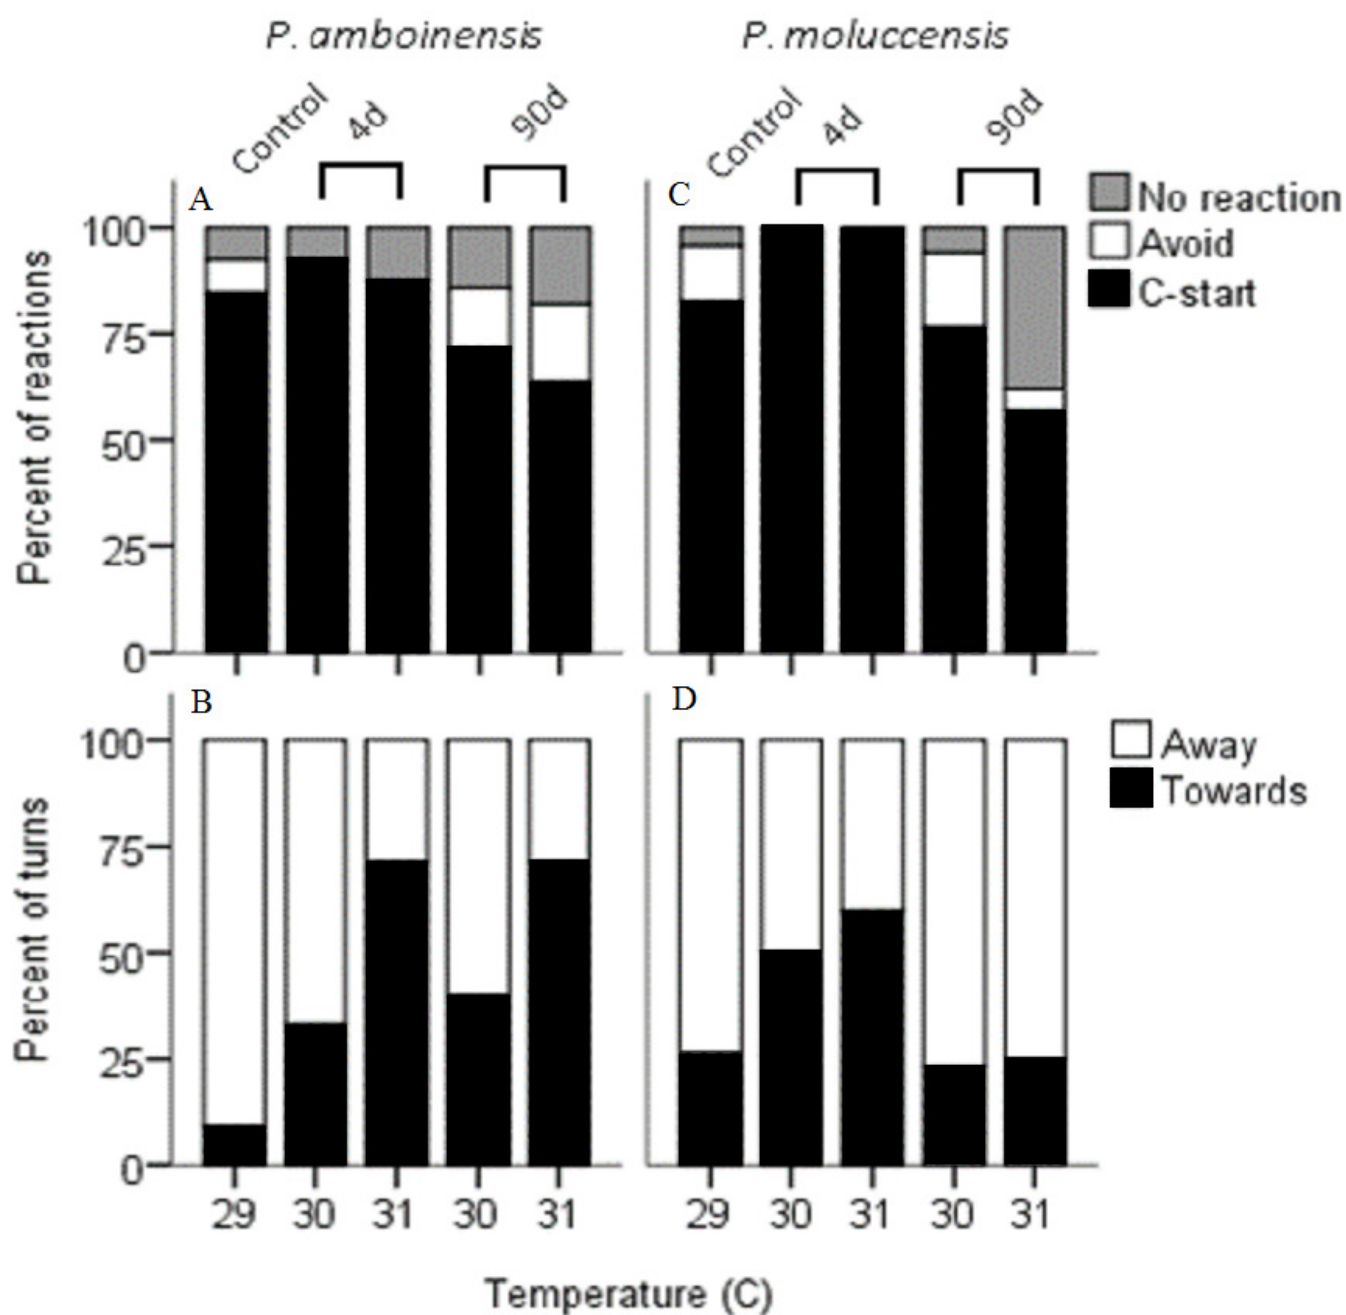 P. amboinensis P. moluccensis
Control 4d 90d Control 4d 90d
A C
No reaction
Avoid
C-start
100
75
50
25
0
Percent of reactions
B D
Away
Towards
100
75
50
25
0
Percent of turns
29 30 31 30 31 29 30 31 30 31
Temperature (C)